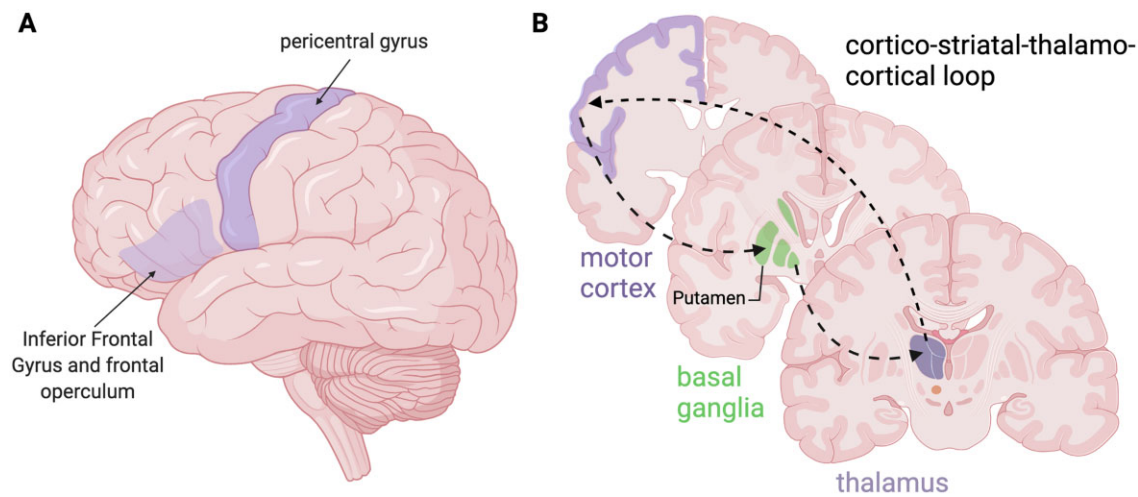 A
pericentral gyrus
Inferior Frontal
Gyrus and frontal
operculum
B
cortico-striatal-thalamo-
cortical loop
motor
cortex
Putamen
basal
ganglia
thalamus